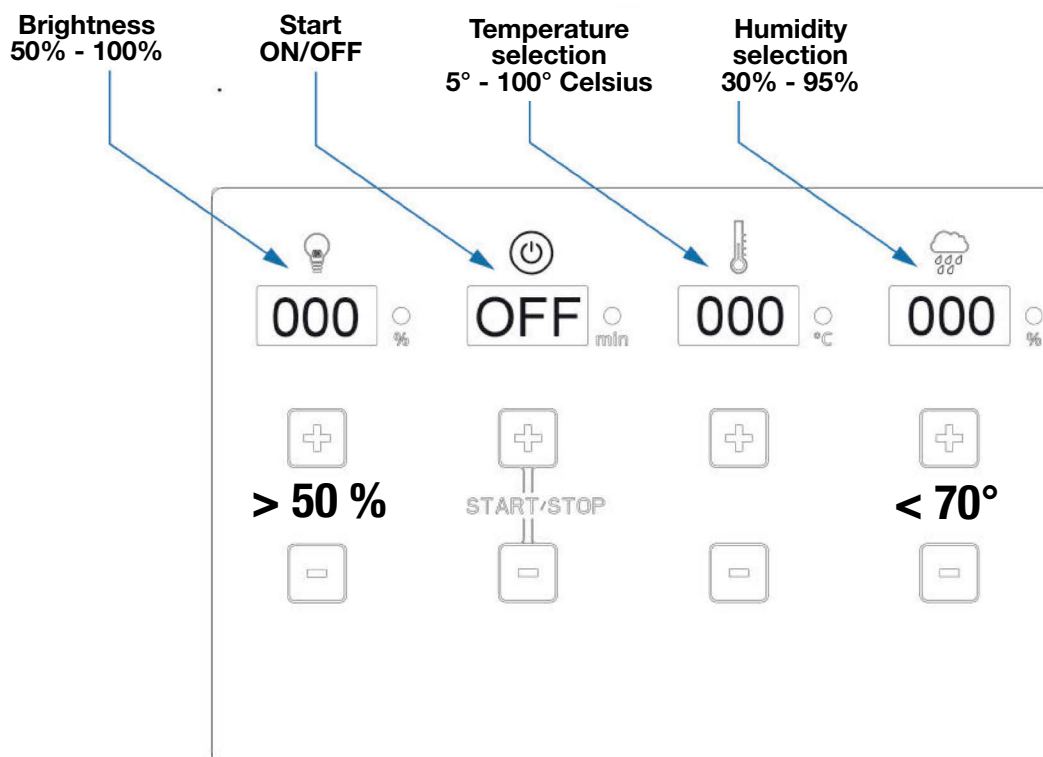 Brightness
50% - 100%
Start
ON/OFF
Temperature
selection
5° - 100° Celsius
Humidity
selection
30% - 95%
000 %
OFF min
000 °C
000 %
> 50 %
START/STOP
< 70°